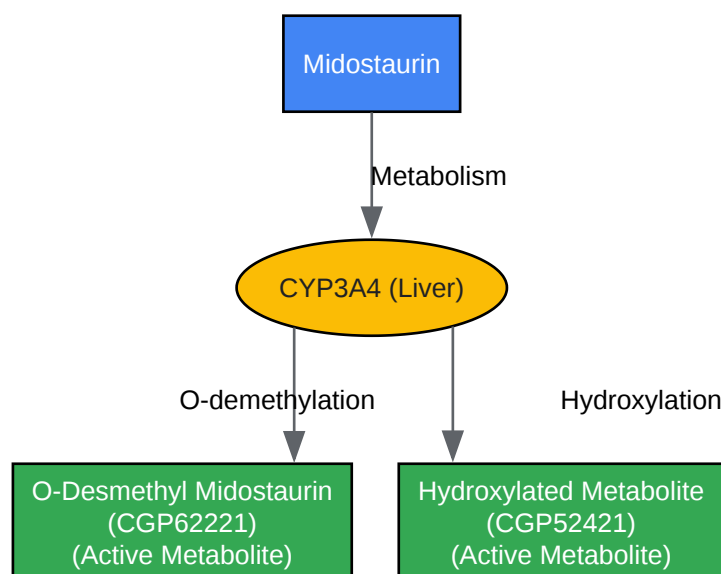 Midostaurin
Metabolism
CYP3A4 (Liver)
O-demethylation
Hydroxylation
O-Desmethyl Midostaurin
(CGP62221)
(Active Metabolite)
Hydroxylated Metabolite
(CGP52421)
(Active Metabolite)